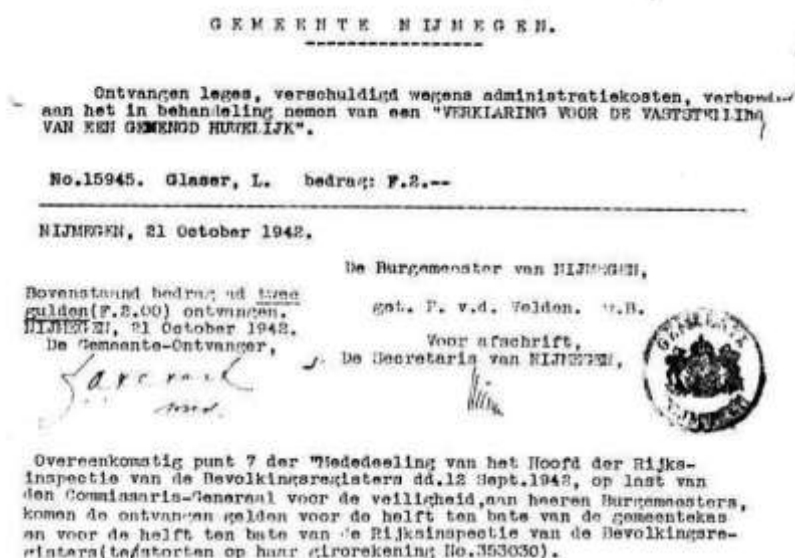 GEMEENTE NIJMEGEN.
Ontvangen leges, verschuldigd wegens administratiekosten, verbonden
aan het in behandeling nemen van een "VERKLARING VOOR DE VASTSTELLING
VAN EEN GEMENGD HUWELIJK".
No.15945. Glaser, L. bedrag: F.2.--
NIJMEGEN, 21 October 1942.
De Burgemeester van NIJMEGEN,
Bovenstaand bedrag ad twee
gulden(F.2.00) ontvangen.
NIJMEGEN, 21 October 1942.
De Gemeente-Ontvanger,
get. P. v.d. Velden. w.B.
Voor afschrift,
De Secretaris van NIJMEGEN,
GEMEENTE NIJMEGEN
Overeenkomstig punt 7 der "Mededeeling van het Hoofd der Rijks-
inspectie van de Bevolkingsregisters dd.12 Sept.1942, op last van
den Commissaris-Generaal voor de veiligheid,aan heeren Burgemeesters,
komen de ontvangen gelden voor de helft ten bate van de gemeentekas
en voor de helft ten bate van de Rijksinspectie van de Bevolkingsre-
gisters(te/storten op haar girorekening No.353030).